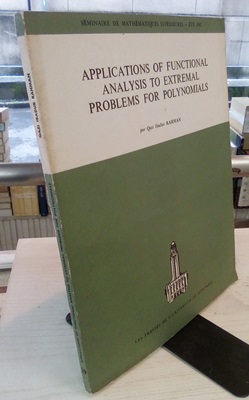 SÉMINAIRE DE MATHÉMATIQUES SUPÉRIEURES - ÉTÉ 1967
APPLICATIONS OF FUNCTIONAL
ANALYSIS TO EXTREMAL
PROBLEMS FOR POLYNOMIALS
par Qazi Ibadur RAHMAN
LES PRESSES DE L'UNIVERSITÉ DE MONTRÉAL